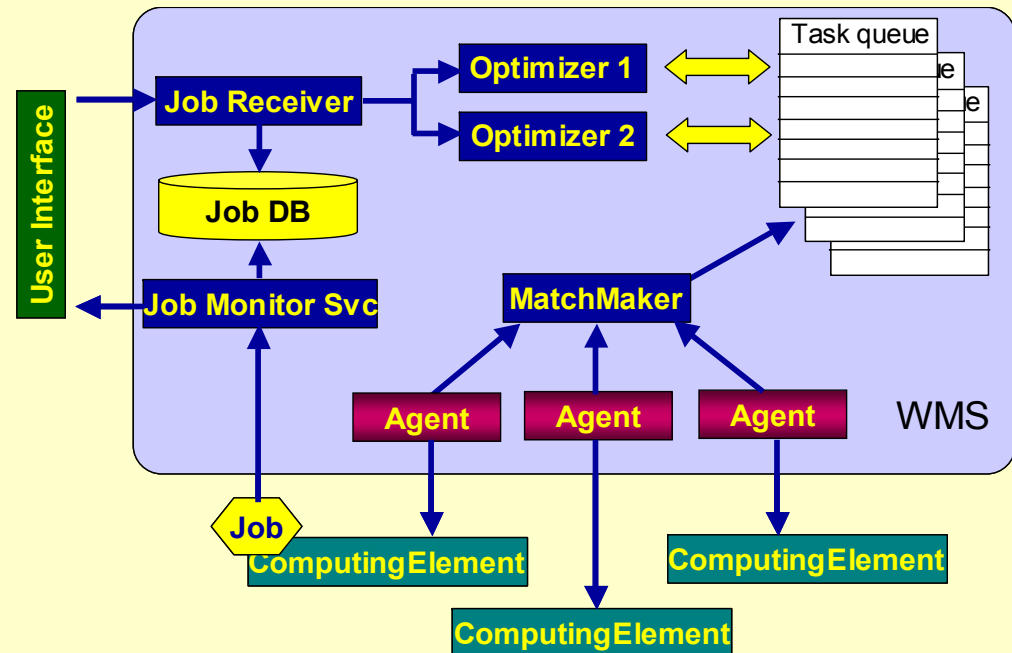 Task queue
ue
e
Optimizer 1
Job Receiver
Optimizer 2
User Interface
Job DB
Job Monitor Svc
MatchMaker
Agent
Agent
Agent
WMS
Job
ComputingElement
ComputingElement
ComputingElement